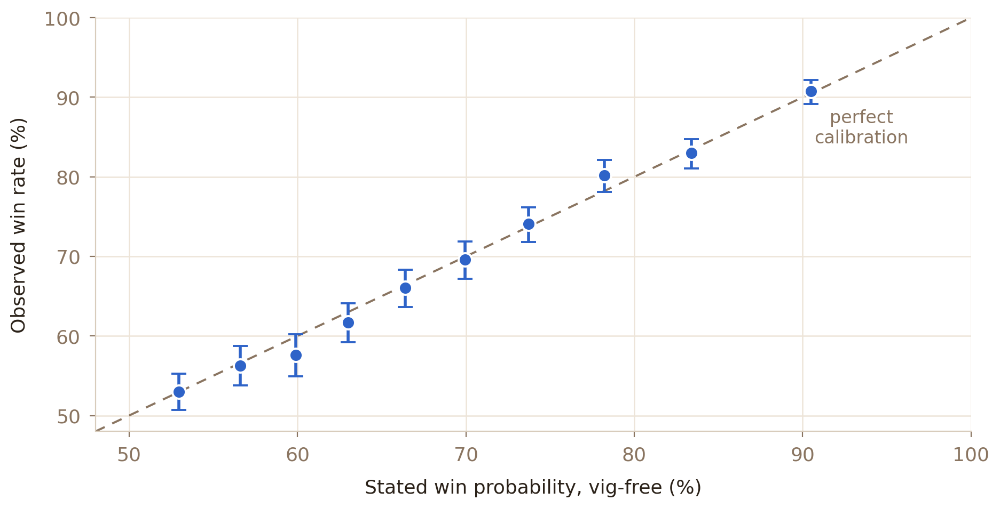 Observed win rate (%)
100
90
80
70
60
50
perfect
calibration
50 60 70 80 90 100
Stated win probability, vig-free (%)